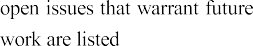 open issues that warrant future
work are listed